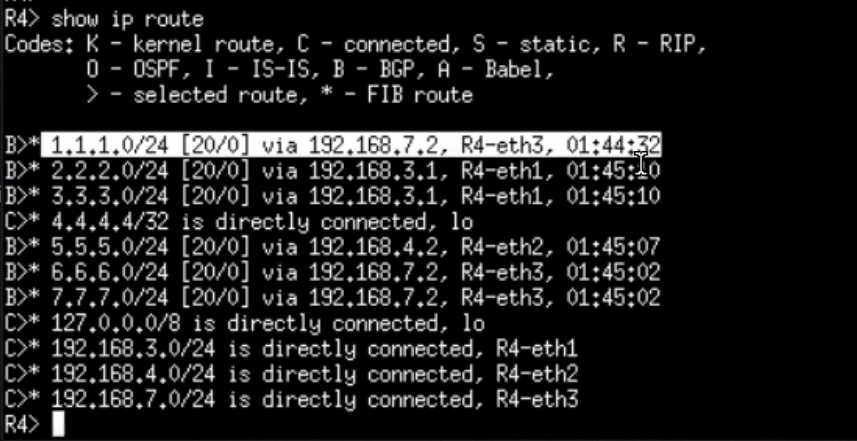 R4> show ip route
Codes: K - kernel route, C - connected, S - static, R - RIP,
O - OSPF, I - IS-IS, B - BGP, A - Babel,
> - selected route, * - FIB route
B>* 1.1.1.0/24 [20/0] via 192.168.7.2, R4-eth3, 01:44:32
B>* 2.2.2.0/24 [20/0] via 192.168.3.1, R4-eth1, 01:45:10
B>* 3.3.3.0/24 [20/0] via 192.168.3.1, R4-eth1, 01:45:10
C>* 4.4.4.4/32 is directly connected, lo
B>* 5.5.5.0/24 [20/0] via 192.168.4.2, R4-eth2, 01:45:07
B>* 6.6.6.0/24 [20/0] via 192.168.7.2, R4-eth3, 01:45:02
B>* 7.7.7.0/24 [20/0] via 192.168.7.2, R4-eth3, 01:45:02
C>* 127.0.0.0/8 is directly connected, lo
C>* 192.168.3.0/24 is directly connected, R4-eth1
C>* 192.168.4.0/24 is directly connected, R4-eth2
C>* 192.168.7.0/24 is directly connected, R4-eth3
R4>